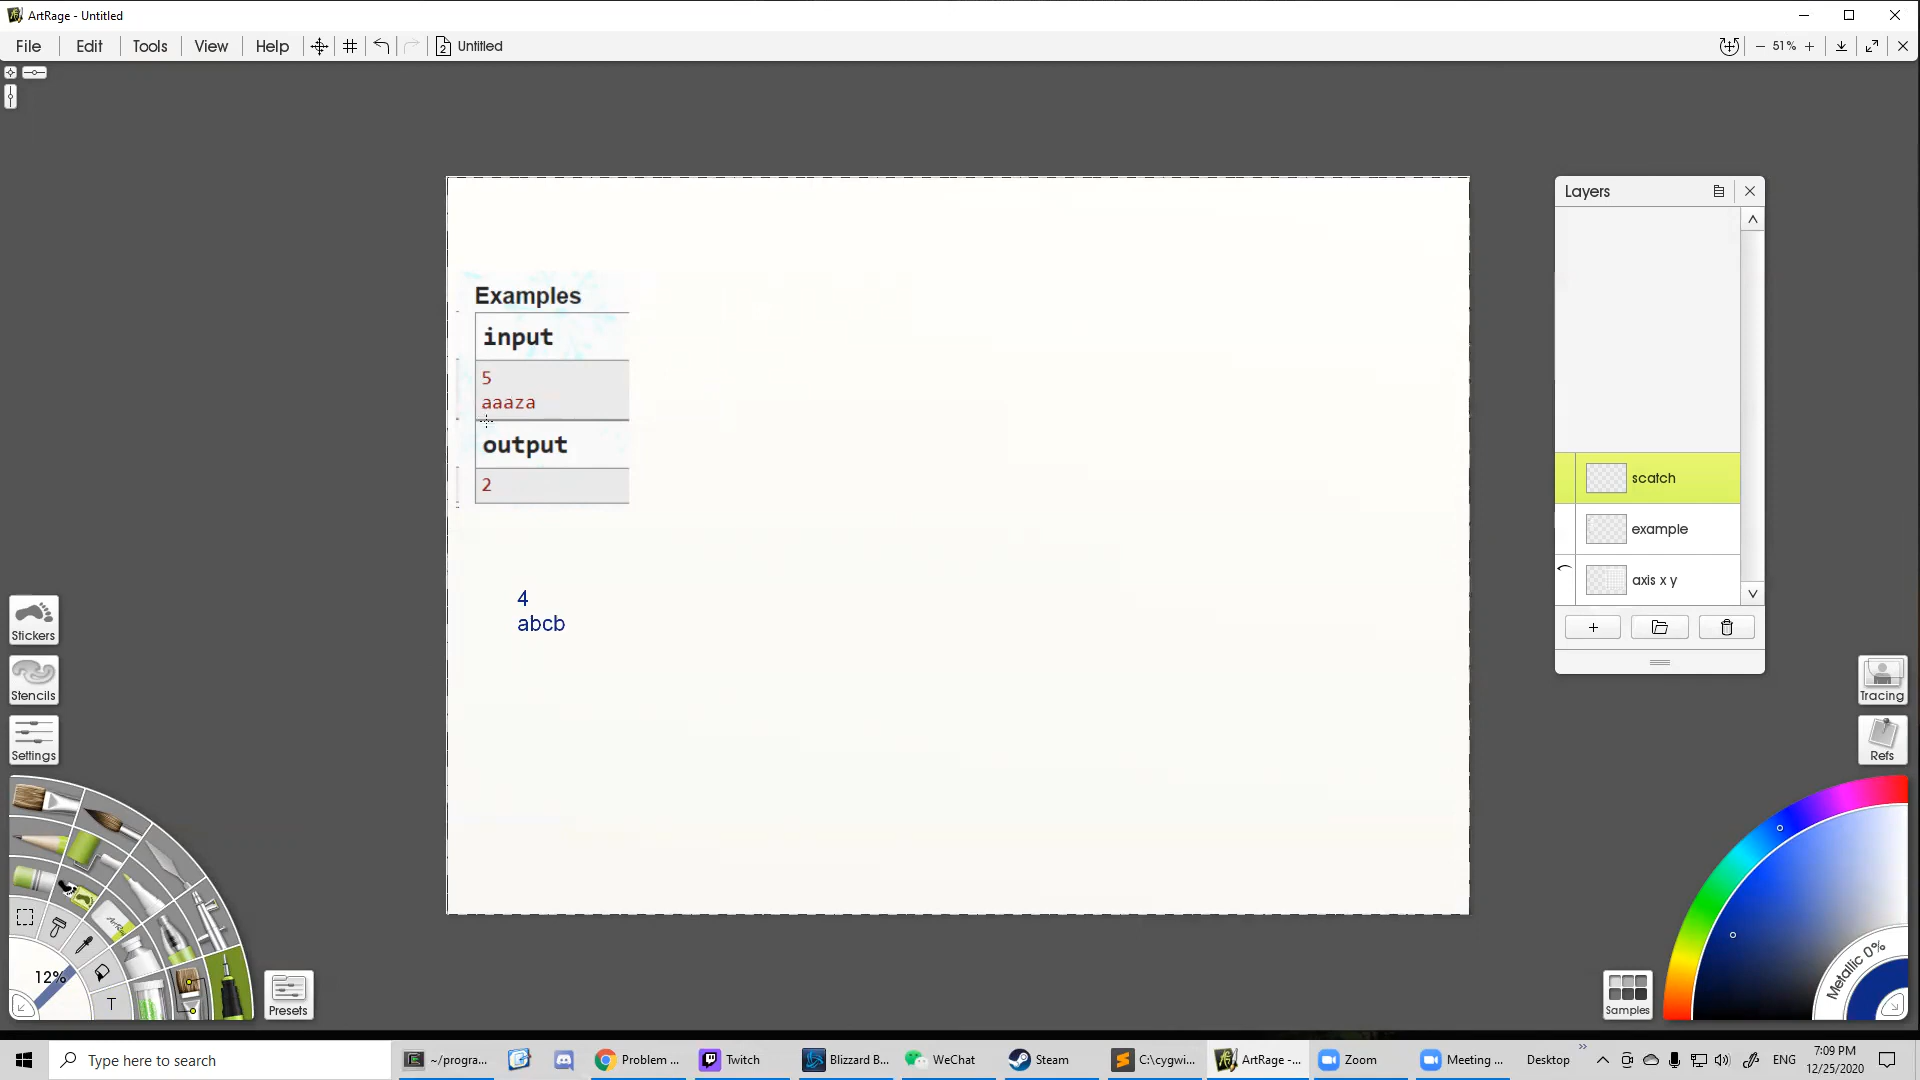 ArtRage - Untitled
File
Edit
Tools
View
Help
2
Untitled
51%
Examples
input
5
aaaza
output
2
4
abcb
Layers
scatch
example
axis x y
Stickers
Stencils
Settings
Tracing
Refs
12%
T
Presets
Samples
Metallic 0%
Type here to search
~/progra...
Problem ...
Twitch
Blizzard B...
WeChat
Steam
C:\cygwi...
ArtRage -...
Zoom
Meeting ...
Desktop
ENG
7:09 PM
12/25/2020